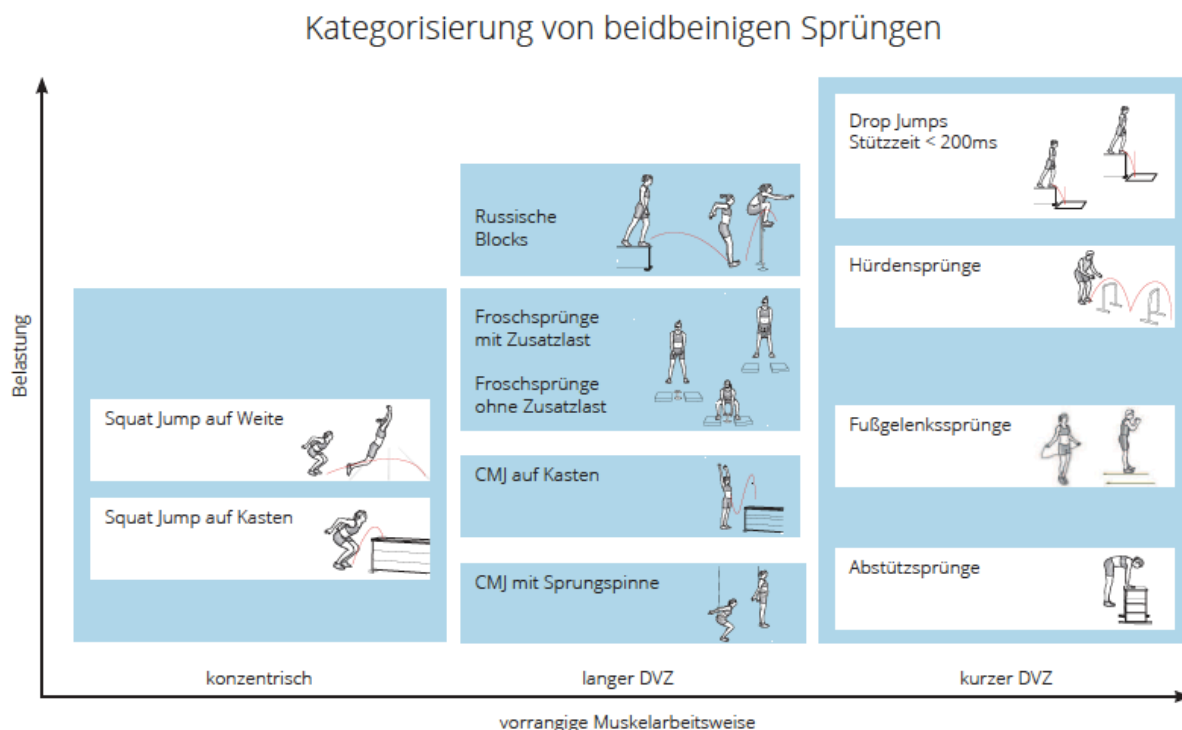 Kategorisierung von beidbeinigen Sprüngen
Belastung
Squat Jump auf Weite
Squat Jump auf Kasten
konzentrisch
Russische
Blocks
Froschsprünge
mit Zusatzlast
Froschsprünge
ohne Zusatzlast
CMJ auf Kasten
CMJ mit Sprungspinne
langer DVZ
Drop Jumps
Stützzeit < 200ms
Hürdensprünge
Fußgelenkssprünge
Abstützsprünge
kurzer DVZ
vorrangige Muskelarbeitsweise